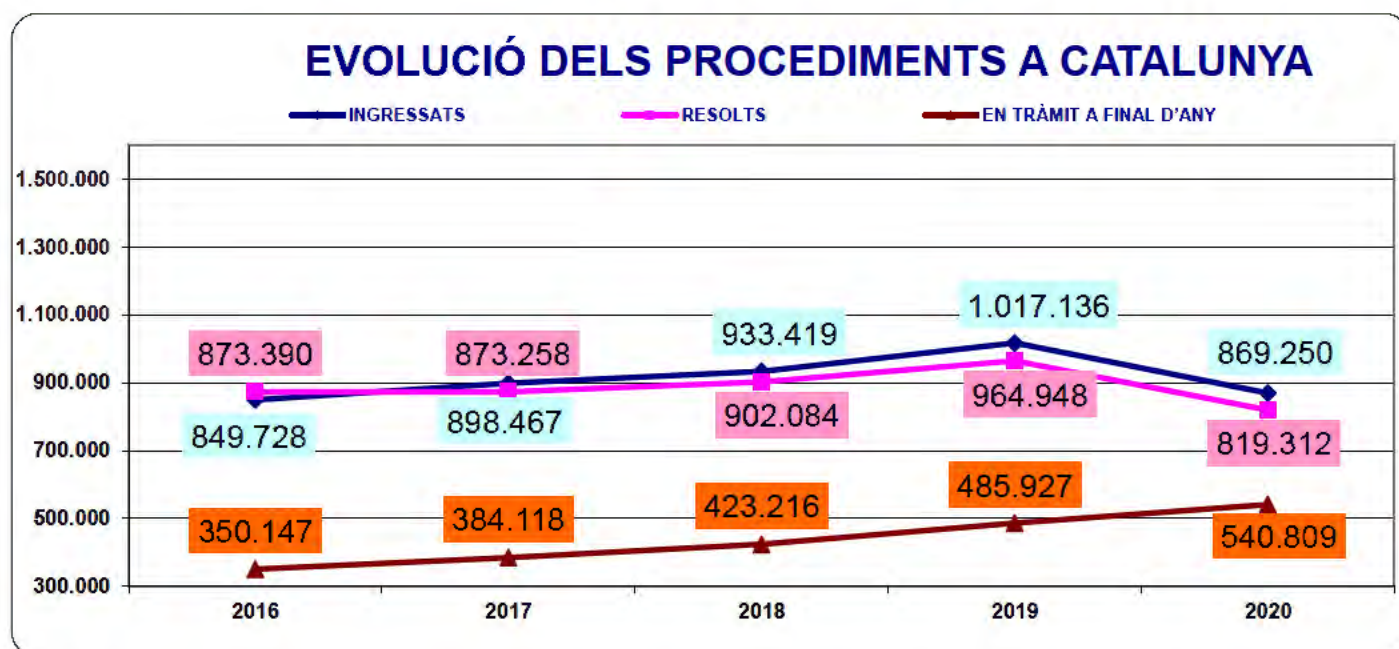 EVOLUCIÓ DELS PROCEDIMENTS A CATALUNYA
INGRESSATS RESOLTS EN TRÀMIT A FINAL D'ANY
1.500.000
1.300.000
1.100.000
900.000
700.000
500.000
300.000
873.390 873.258 933.419 1.017.136 869.250
849.728 898.467 902.084 964.948 819.312
350.147 384.118 423.216 485.927 540.809
2016 2017 2018 2019 2020